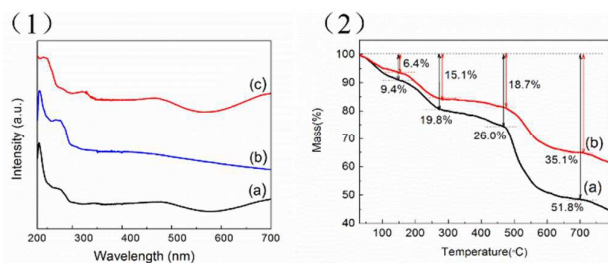 (1)
Intensity (a.u.)
(c)
(b)
(a)
200 300 400 500 600 700
Wavelength (nm)
(2)
Mass(%)
100
90
80
70
60
50
40
6.4%
9.4%
15.1%
19.8%
18.7%
26.0%
35.1%
(b)
(a)
51.8%
100 200 300 400 500 600 700
Temperature(◦C)